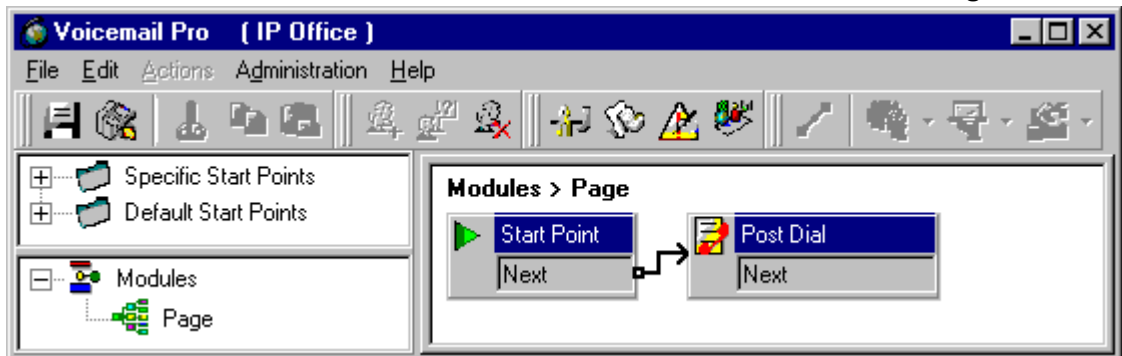 Voicemail Pro ( IP Office )
File Edit Actions Administration Help
Specific Start Points
Default Start Points
Modules
Page
Modules > Page
Start Point
Next
Post Dial
Next